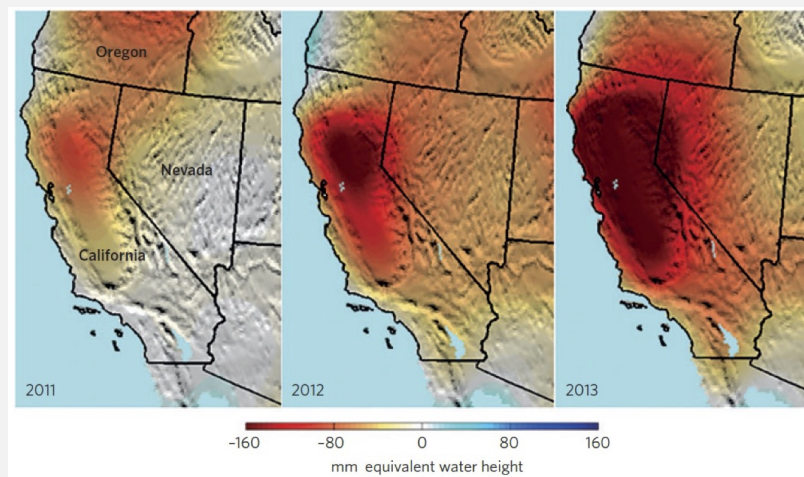 Oregon
Nevada
California
2011
2012
2013
-160 -80 0 80 160
mm equivalent water height